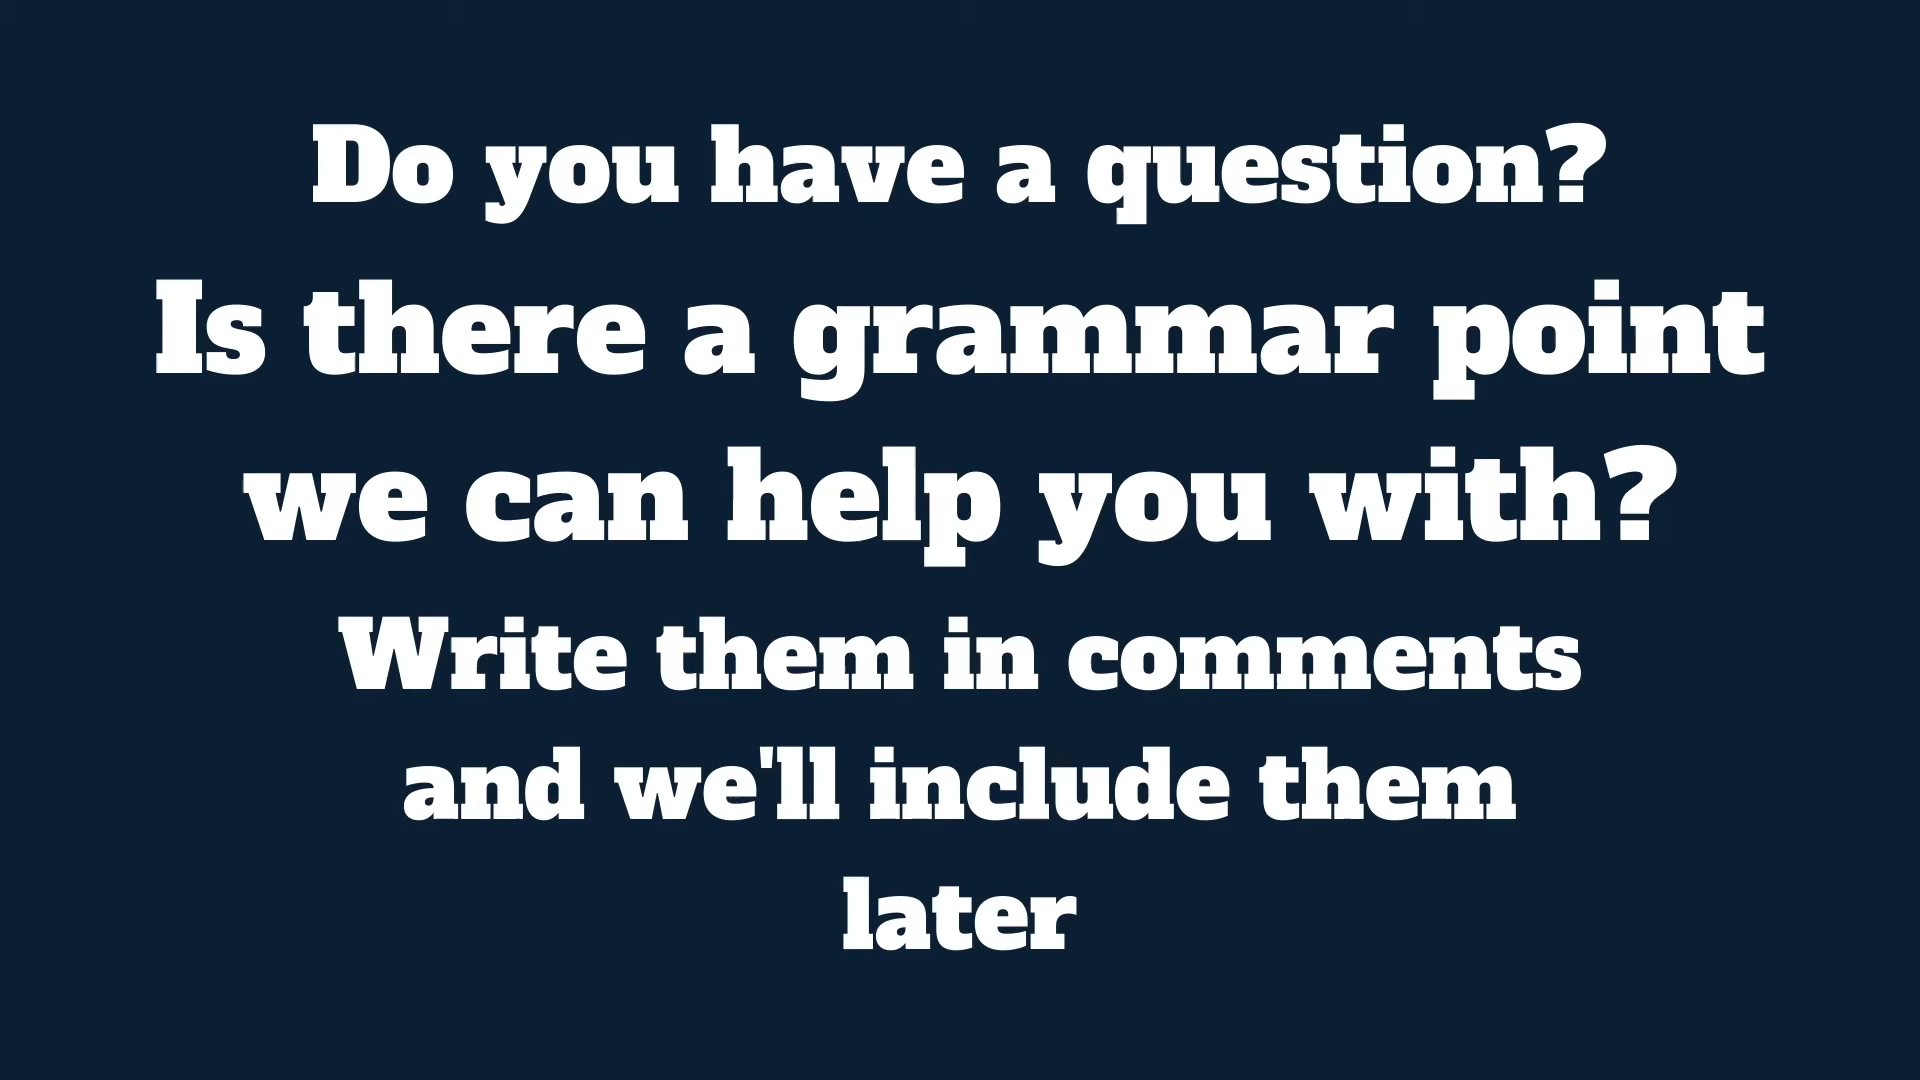 Do you have a question?
Is there a grammar point
we can help you with?
Write them in comments
and we'll include them
later